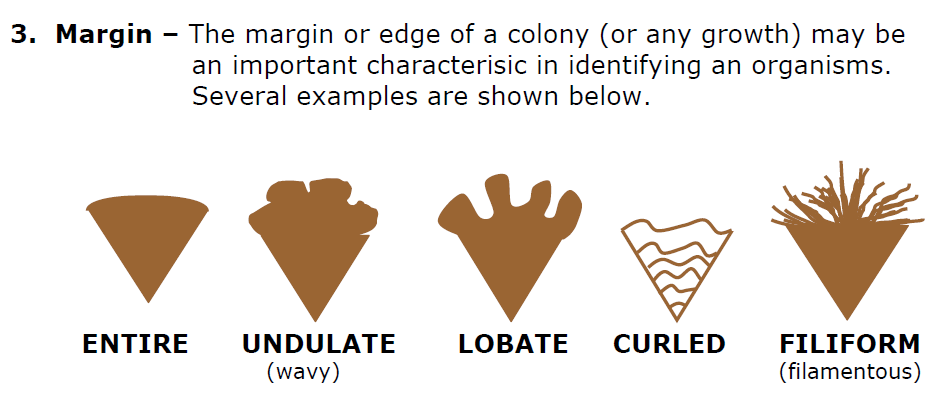 3. Margin – The margin or edge of a colony (or any growth) may be
an important characterisic in identifying an organisms.
Several examples are shown below.
ENTIRE UNDULATE LOBATE CURLED FILIFORM
(wavy) (filamentous)